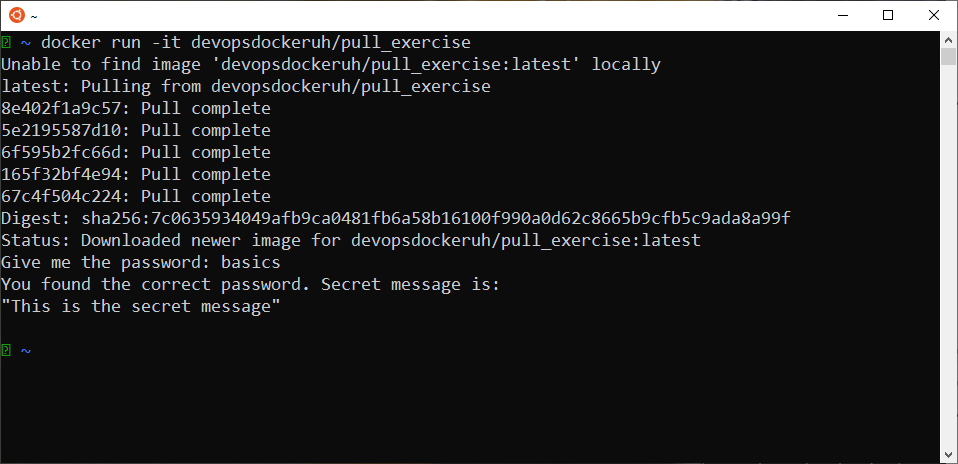 ~
~ docker run -it devopsdockeruh/pull_exercise
Unable to find image 'devopsdockeruh/pull_exercise:latest' locally
latest: Pulling from devopsdockeruh/pull_exercise
8e402f1a9c57: Pull complete
5e2195587d10: Pull complete
6f595b2fc66d: Pull complete
165f32bf4e94: Pull complete
67c4f504c224: Pull complete
Digest: sha256:7c0635934049afb9ca0481fb6a58b16100f990a0d62c8665b9cfb5c9ada8a99f
Status: Downloaded newer image for devopsdockeruh/pull_exercise:latest
Give me the password: basics
You found the correct password. Secret message is:
"This is the secret message"
~